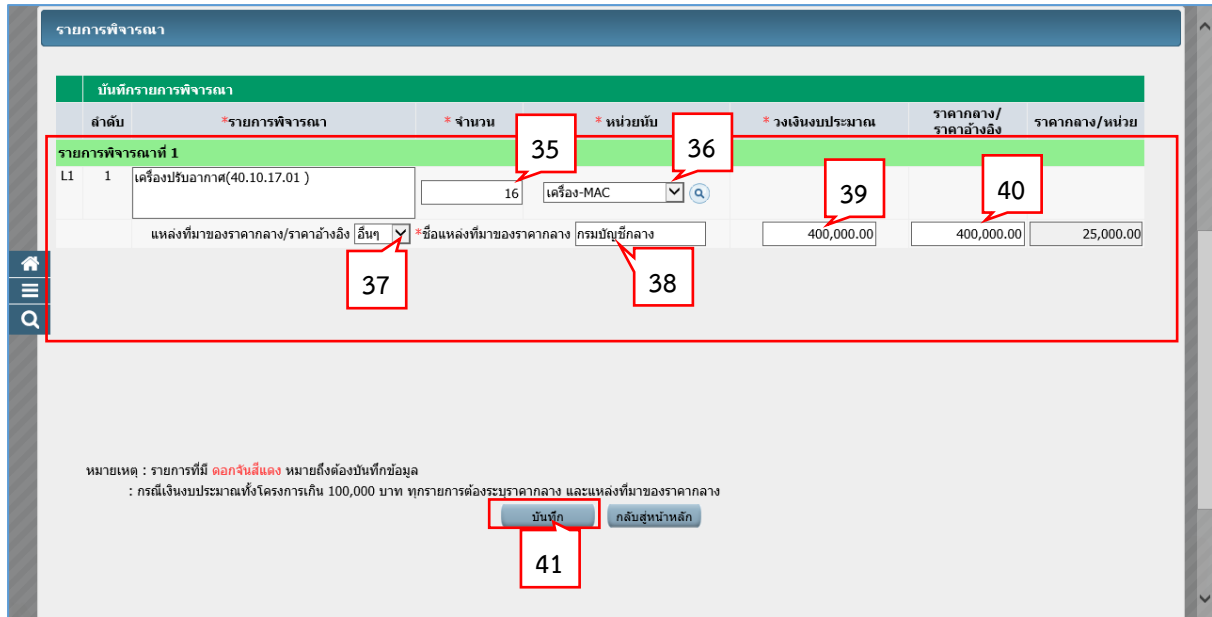 รายการพิจารณา
บันทึกรายการพิจารณา
ลำดับ *รายการพิจารณา * จำนวน * หน่วยนับ * วงเงินงบประมาณ ราคากลาง/ ราคากลาง/หน่วย
ราคาอ้างอิง
รายการพิจารณาที่ 1
35
36
L1 1 เครื่องปรับอากาศ(40.10.17.01 )
16 เครื่อง-MAC
39
40
แหล่งที่มาของราคากลาง/ราคาอ้างอิง อื่นๆ *ชื่อแหล่งที่มาของราคากลาง กรมบัญชีกลาง 400,000.00 400,000.00 25,000.00
37
38
หมายเหตุ : รายการที่มี ดอกจันสีแดง หมายถึงต้องบันทึกข้อมูล
: กรณีเงินงบประมาณทั้งโครงการเกิน 100,000 บาท ทุกรายการต้องระบุราคากลาง และแหล่งที่มาของราคากลาง
บันทึก กลับสู่หน้าหลัก
41